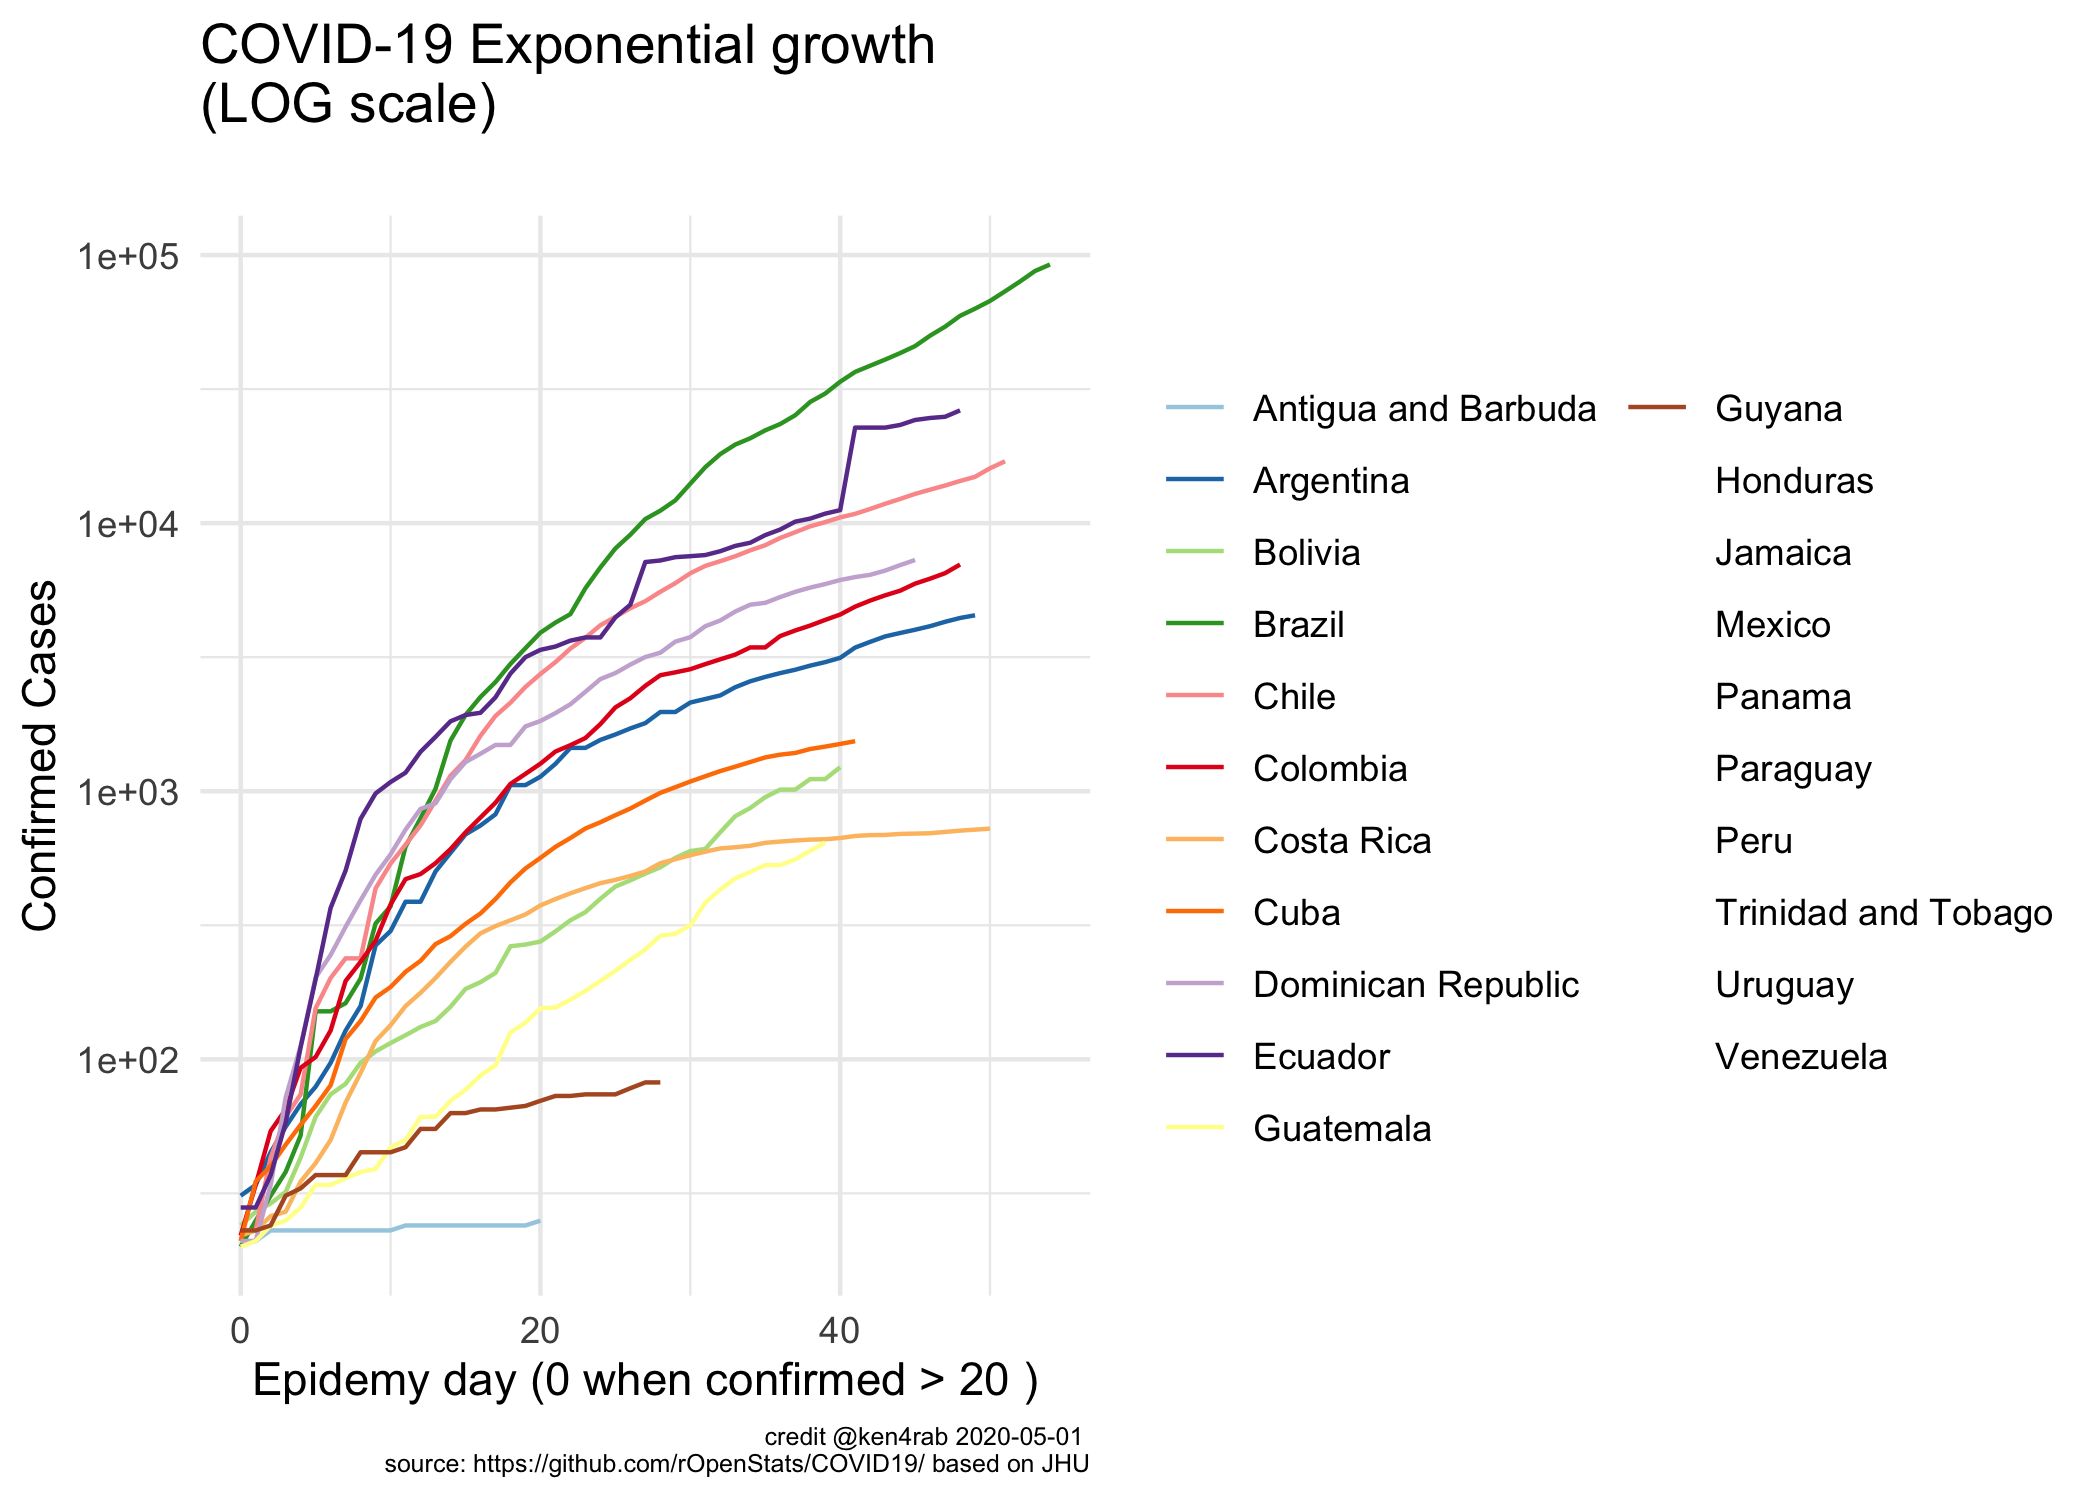 COVID-19 Exponential growth
(LOG scale)
1e+05
1e+04
1e+03
1e+02
Confirmed Cases
0
20
40
Epidemy day (0 when confirmed > 20 )
Antigua and Barbuda
Argentina
Bolivia
Brazil
Chile
Colombia
Costa Rica
Cuba
Dominican Republic
Ecuador
Guatemala
Guyana
Honduras
Jamaica
Mexico
Panama
Paraguay
Peru
Trinidad and Tobago
Uruguay
Venezuela
credit @ken4rab 2020-05-01
source: https://github.com/rOpenStats/COVID19/ based on JHU